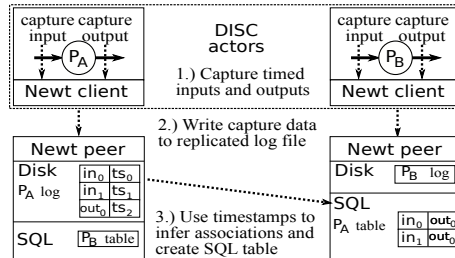 capture capture
input output
P_A
Newt client
DISC
actors
1.) Capture timed
inputs and outputs
capture capture
input output
P_B
Newt client
2.) Write capture data
to replicated log file
Newt peer
Disk
P_A log
in_0 ts_0
in_1 ts_1
out_0 ts_2
SQL
P_B table
3.) Use timestamps to
infer associations and
create SQL table
Newt peer
Disk
P_B log
SQL
P_A table
in_0 out_0
in_1 out_0